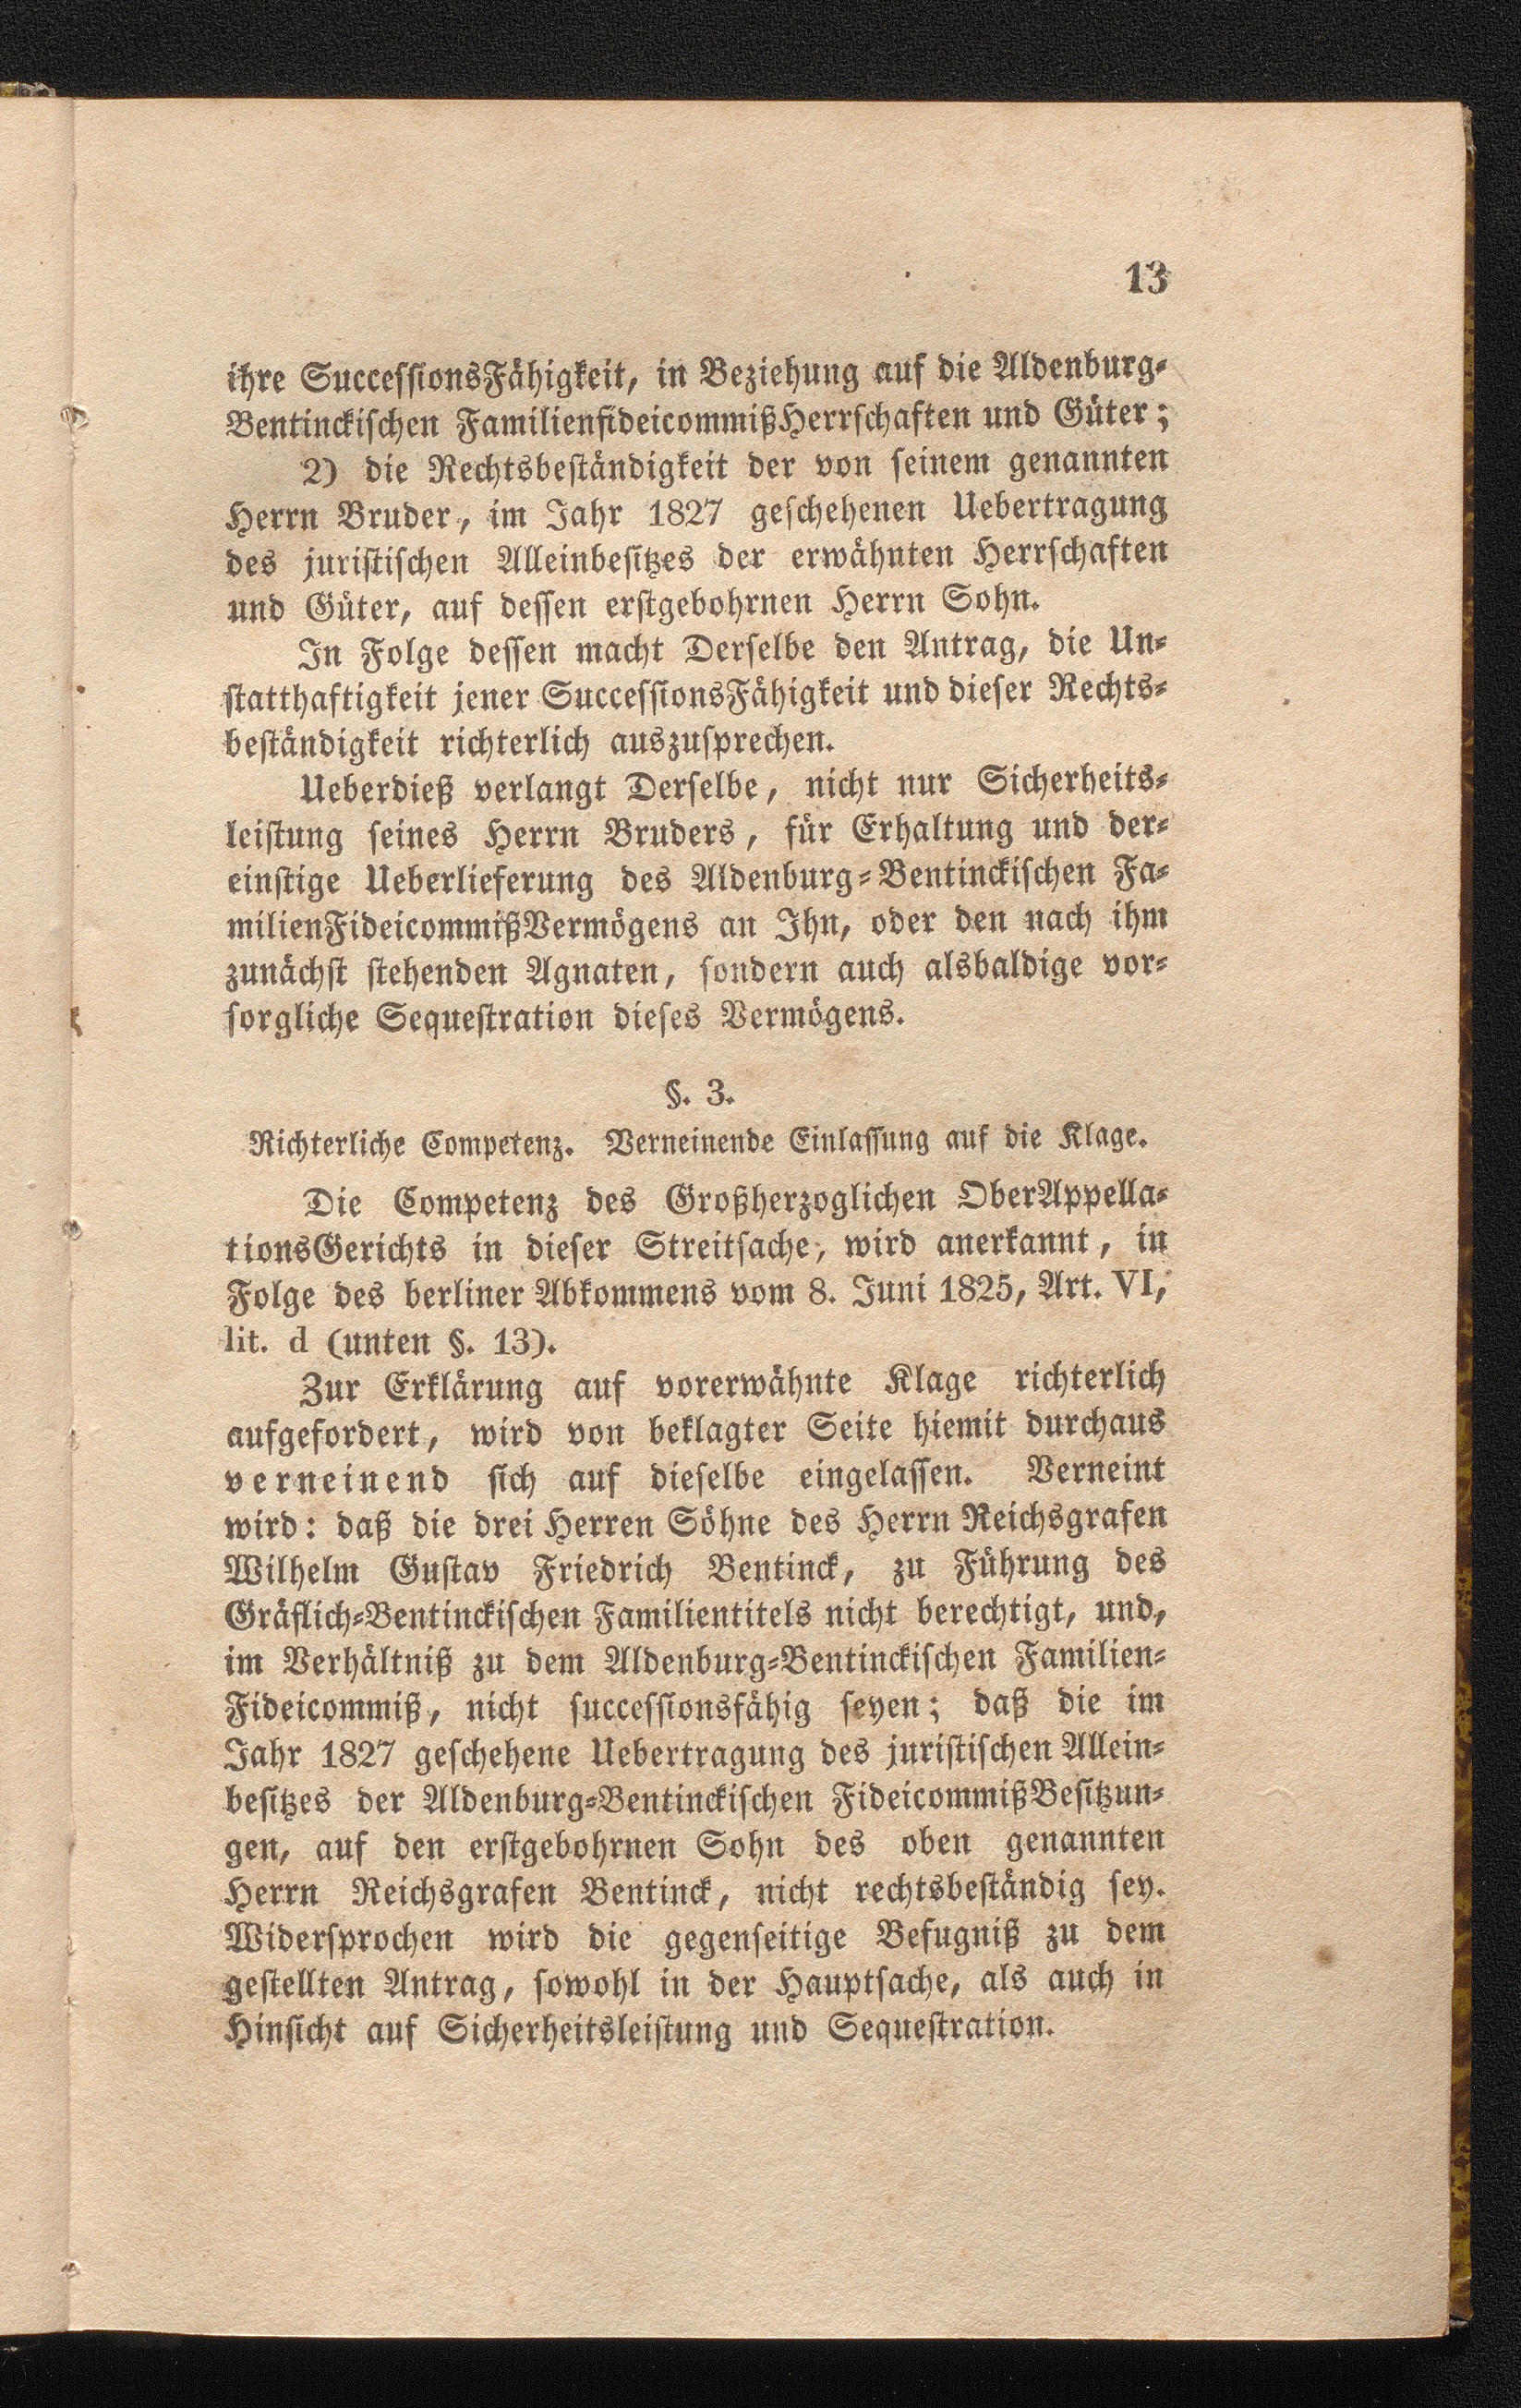 13
ihre SuccessionsFähigkeit, in Beziehung auf die Aldenburg-
Bentinckischen FamilienfideicommißHerrschaften und Güter;
2) die Rechtsbeständigkeit der von seinem genannten
Herrn Bruder, im Jahr 1827 geschehenen Uebertragung
des juristischen Alleinbesitzes der erwähnten Herrschaften
und Güter, auf dessen erstgebohrnen Herrn Sohn.
In Folge dessen macht Derselbe den Antrag, die Un-
statthaftigkeit jener SuccessionsFähigkeit und dieser Rechts-
beständigkeit richterlich auszusprechen.
Ueberdieß verlangt Derselbe, nicht nur Sicherheits-
leistung seines Herrn Bruders, für Erhaltung und der-
einstige Ueberlieferung des Aldenburg-Bentinckischen Fa-
milienFideicommißVermögens an Ihn, oder den nach ihm
zunächst stehenden Agnaten, sondern auch alsbaldige vor-
sorgliche Sequestration dieses Vermögens.
§. 3.
Richterliche Competenz. Verneinende Einlassung auf die Klage.
Die Competenz des Großherzoglichen OberAppella-
tionsGerichts in dieser Streitsache, wird anerkannt, in
Folge des berliner Abkommens vom 8. Juni 1825, Art. VI,
lit. d (unten §. 13).
Zur Erklärung auf vorerwähnte Klage richterlich
aufgefordert, wird von beklagter Seite hiemit durchaus
verneinend sich auf dieselbe eingelassen. Verneint
wird: daß die drei Herren Söhne des Herrn Reichsgrafen
Wilhelm Gustav Friedrich Bentinck, zu Führung des
Gräflich-Bentinckischen Familientitels nicht berechtigt, und,
im Verhältniß zu dem Aldenburg-Bentinckischen Familien-
Fideicommiß, nicht successionsfähig seyen; daß die im
Jahr 1827 geschehene Uebertragung des juristischen Allein-
besitzes der Aldenburg-Bentinckischen FideicommißBesitzun-
gen, auf den erstgebohrnen Sohn des oben genannten
Herrn Reichsgrafen Bentinck, nicht rechtsbeständig sey.
Widersprochen wird die gegenseitige Befugniß zu dem
gestellten Antrag, sowohl in der Hauptsache, als auch in
Hinsicht auf Sicherheitsleistung und Sequestration.